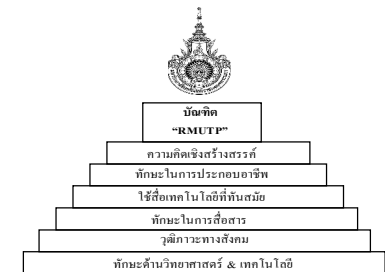 บัณฑิต
“RMUTP”
ความคิดเชิงสร้างสรรค์
ทักษะในการประกอบอาชีพ
ใช้สื่อเทคโนโลยีที่ทันสมัย
ทักษะในการสื่อสาร
วุฒิภาวะทางสังคม
ทักษะด้านวิทยาศาสตร์ & เทคโนโลยี